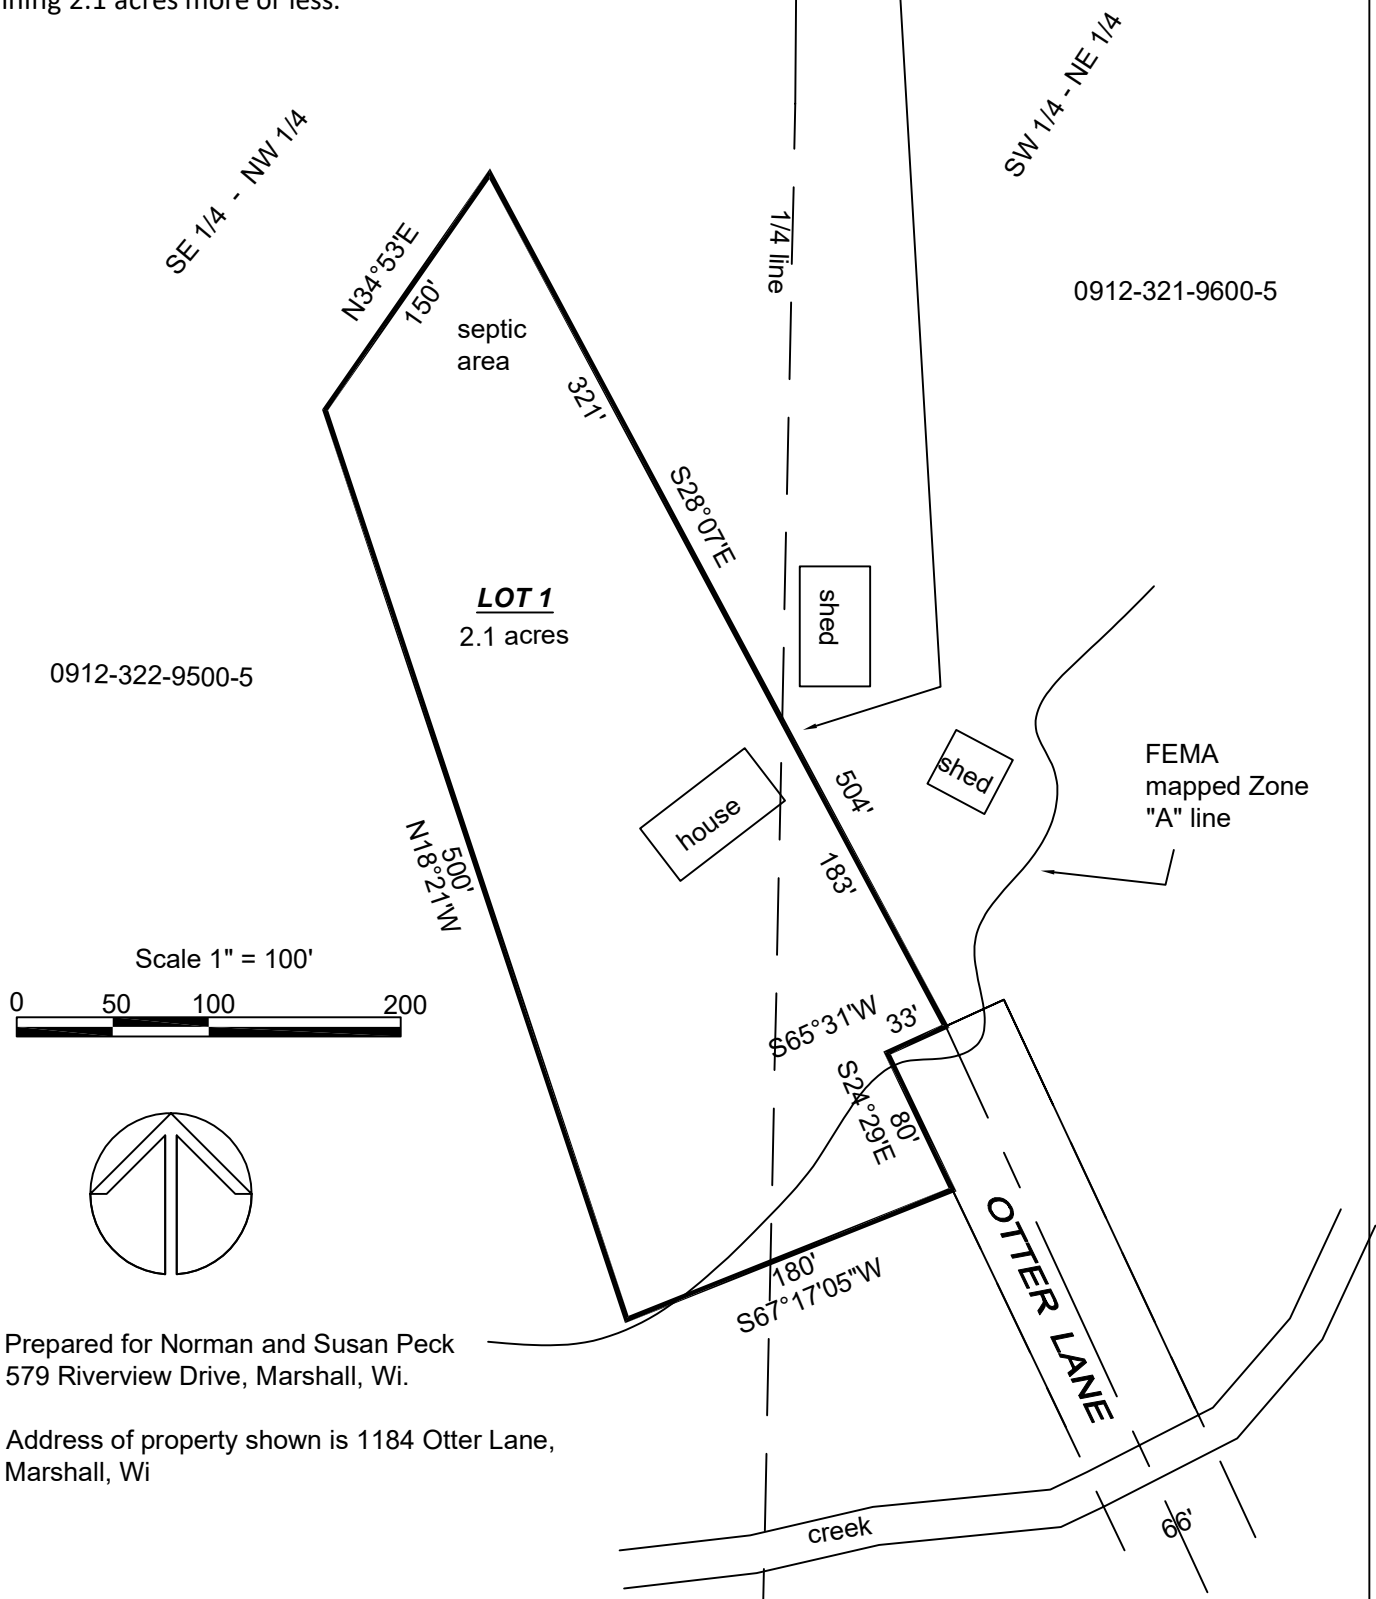 ning 2.1 acres more or less.
SE 1/4 - NW 1/4
SW 1/4 - NE 1/4
1/4 line
0912-321-9600-5
N34°53'E
150'
septic
area
321'
S28°07'E
LOT 1
2.1 acres
shed
0912-322-9500-5
shed
FEMA
mapped Zone
"A" line
504'
house
183'
500'
N18°21'W
Scale 1" = 100'
0 50 100 200
S65°31'W
33'
S24°29'E
80'
OTTER LANE
180'
S67°17'05"W
Prepared for Norman and Susan Peck
579 Riverview Drive, Marshall, Wi.
Address of property shown is 1184 Otter Lane,
Marshall, Wi
creek
66'